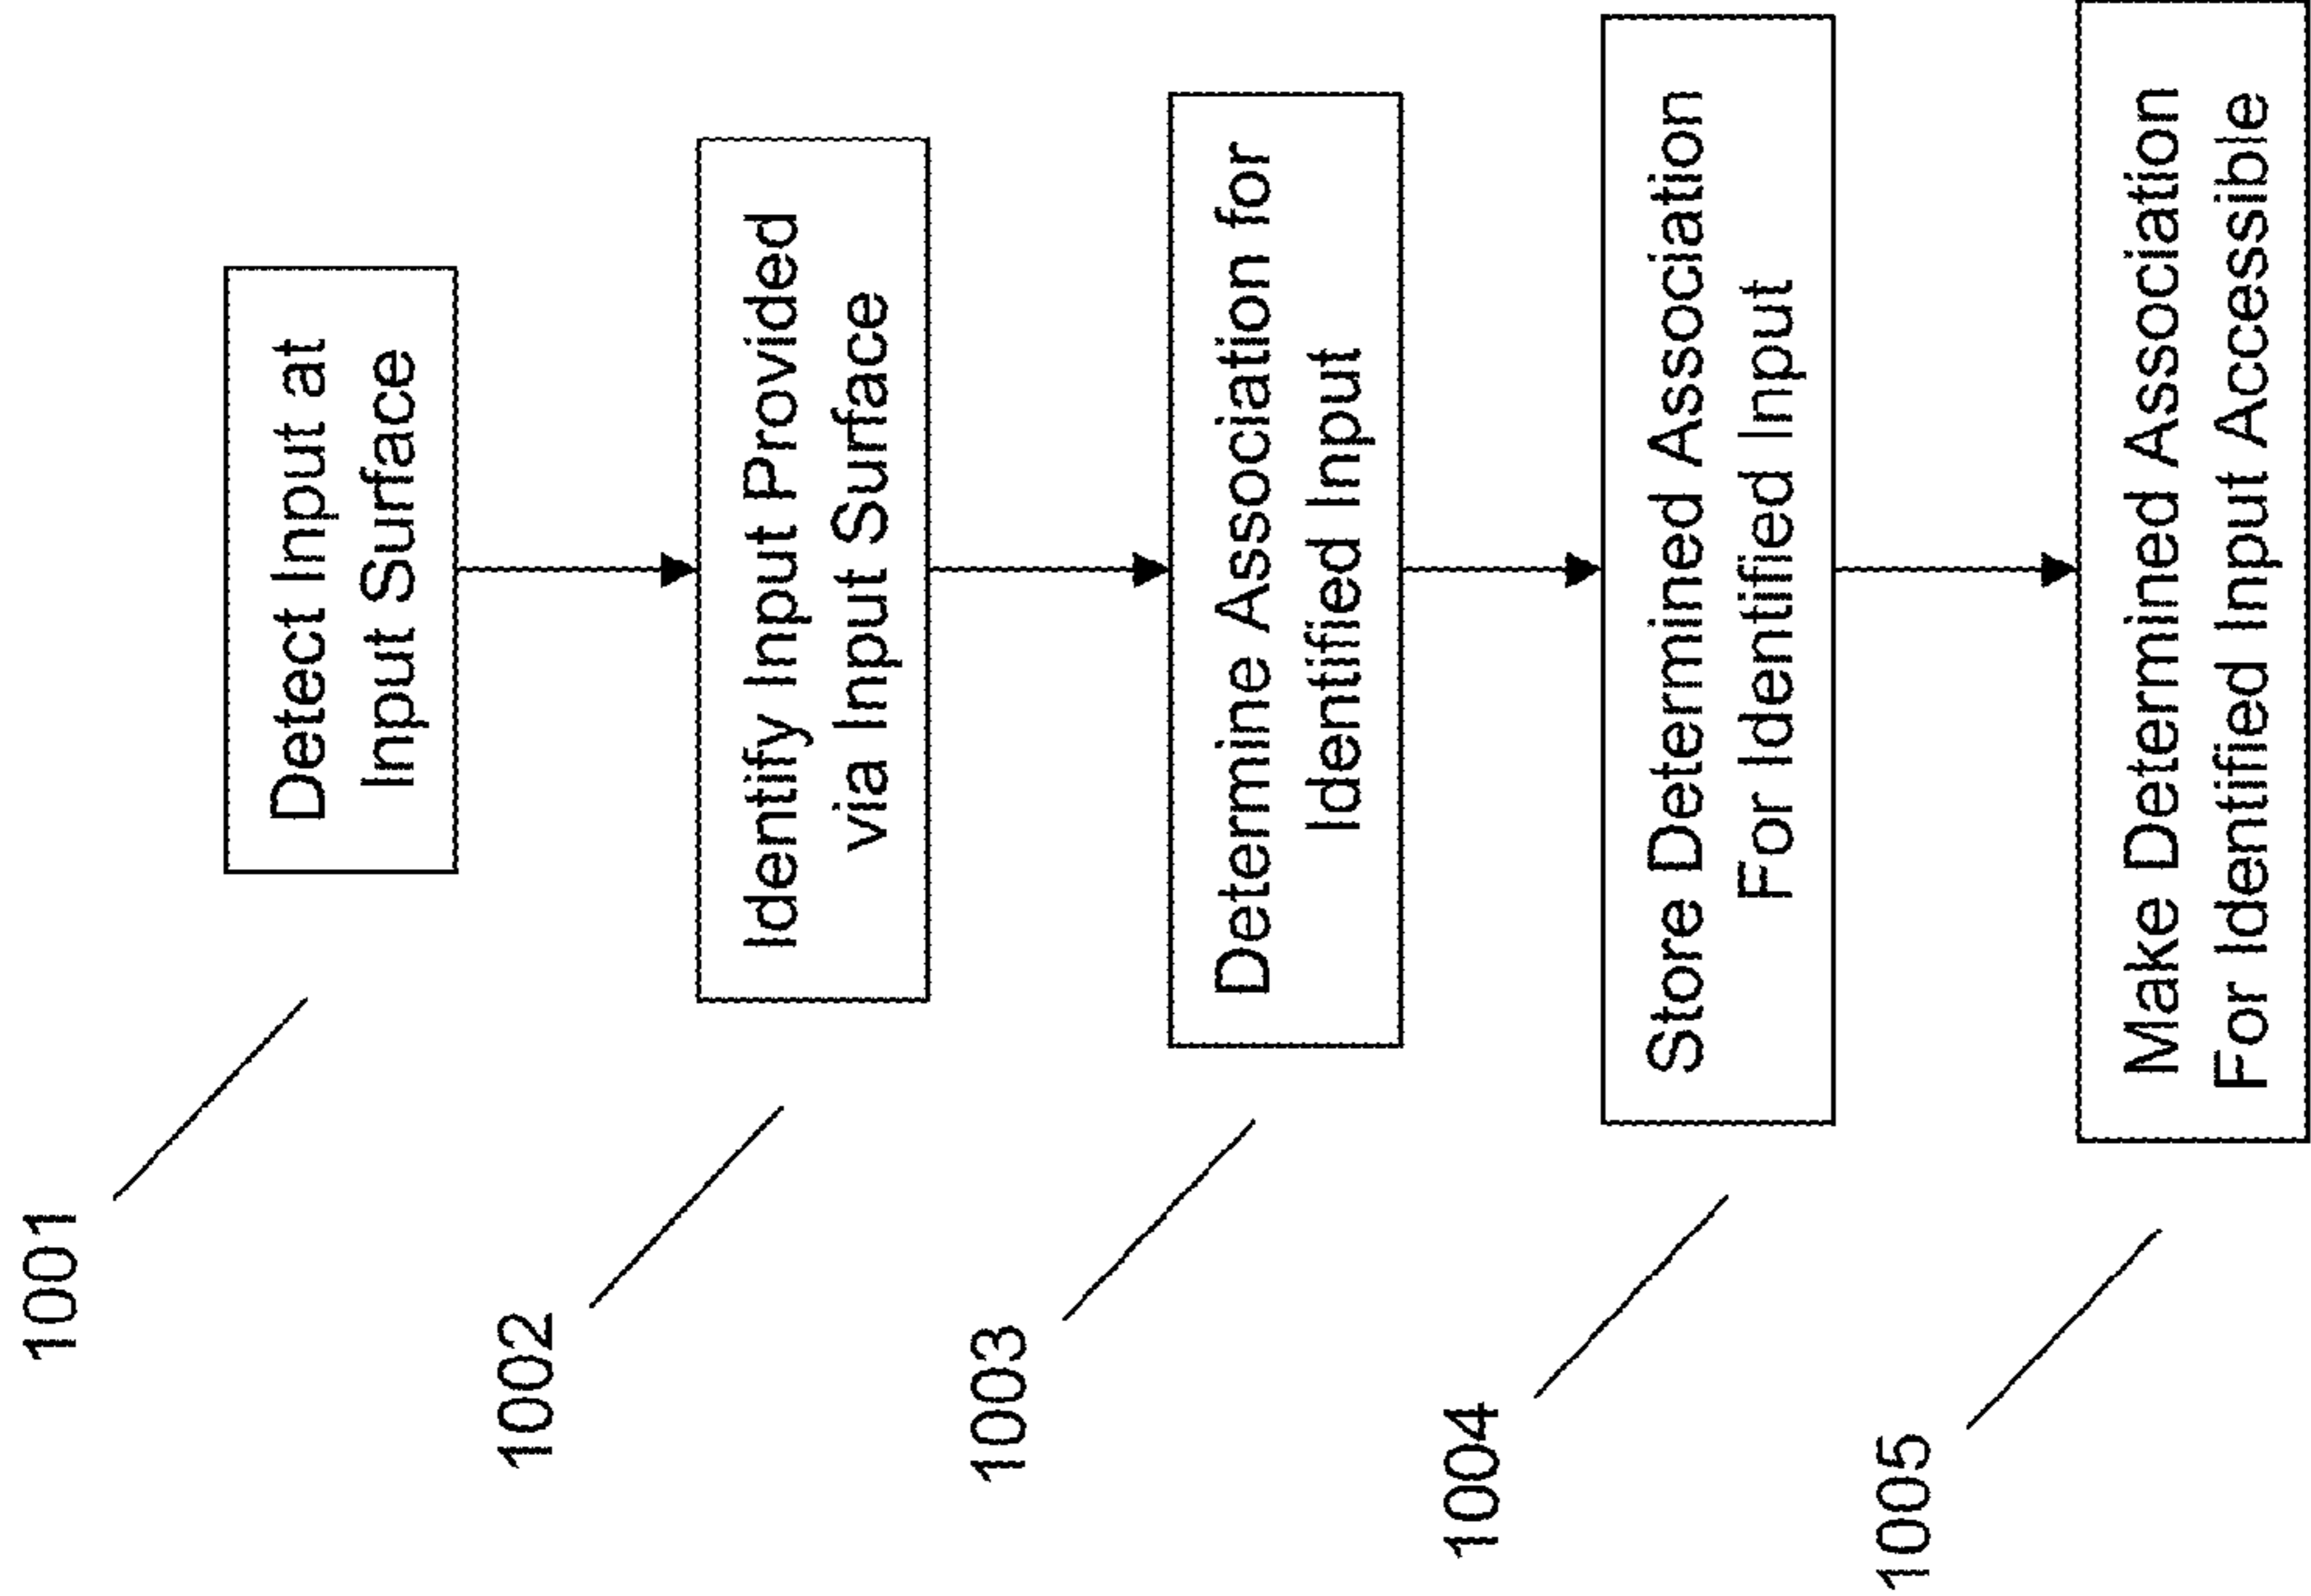 1001
Detect Input at
Input Surface
1002
Identify Input Provided
via Input Surface
1003
Determine Association for
Identified Input
1004
Store Determined Association
For Identified Input
1005
Make Determined Association
For Identified Input Accessible